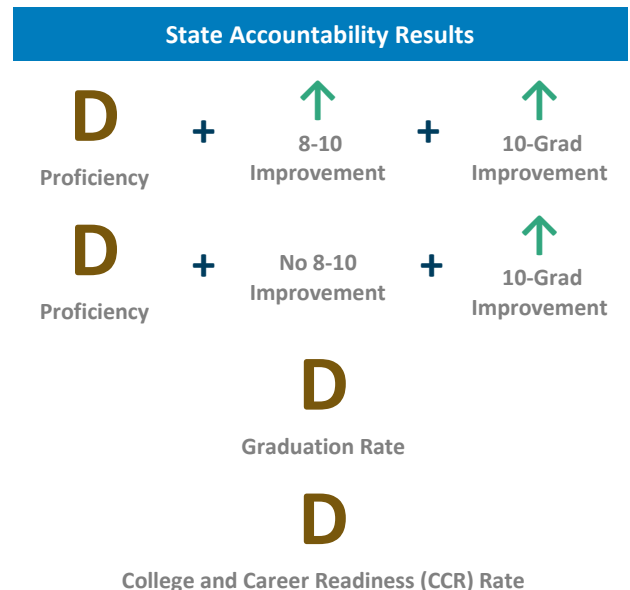 State Accountability Results
D + ↑ 8-10 Improvement + ↑ 10-Grad Improvement
Proficiency
D + No 8-10 Improvement + ↑ 10-Grad Improvement
Proficiency
D
Graduation Rate
D
College and Career Readiness (CCR) Rate